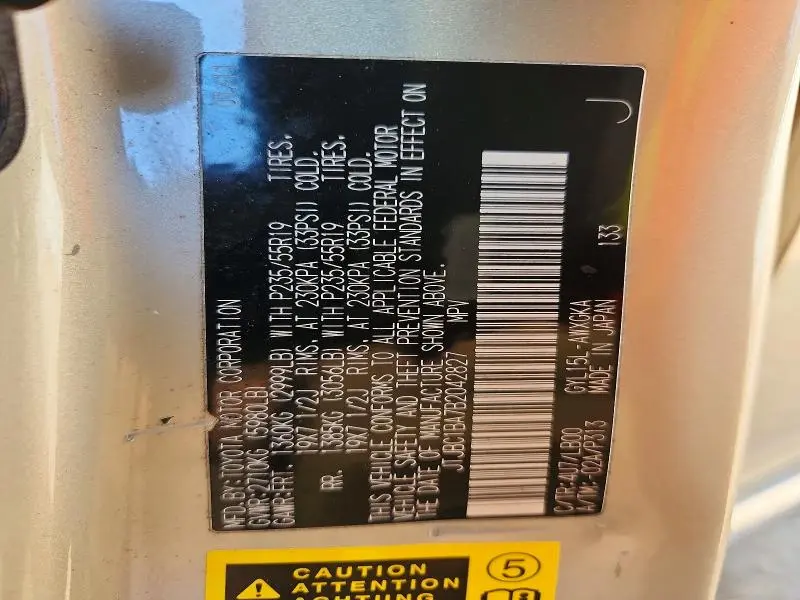 MFD.BY:TOYOTA MOTOR CORPORATION
GVWR:2710KG (5980LB)
GAWR:FRT. 1360KG (2999LB) WITH P235/55R19 TIRES,
19X7 1/2J RIMS, AT 230KPA (33PSI) COLD.
RR. 1385KG (3056LB) WITH P235/55R19 TIRES,
19X7 1/2J RIMS, AT 230KPA (33PSI) COLD.
THIS VEHICLE CONFORMS TO ALL APPLICABLE FEDERAL MOTOR
VEHICLE SAFETY AND THEFT PREVENTION STANDARDS IN EFFECT ON
THE DATE OF MANUFACTURE SHOWN ABOVE.
JTJBC1BA7B2042827 MPV
C/TR:4U7/LB00 GYL15L-AWXGKA
A/TM:-02A/P313 MADE IN JAPAN 133
J
CAUTION
ATTENTION
ACHTUNG
5